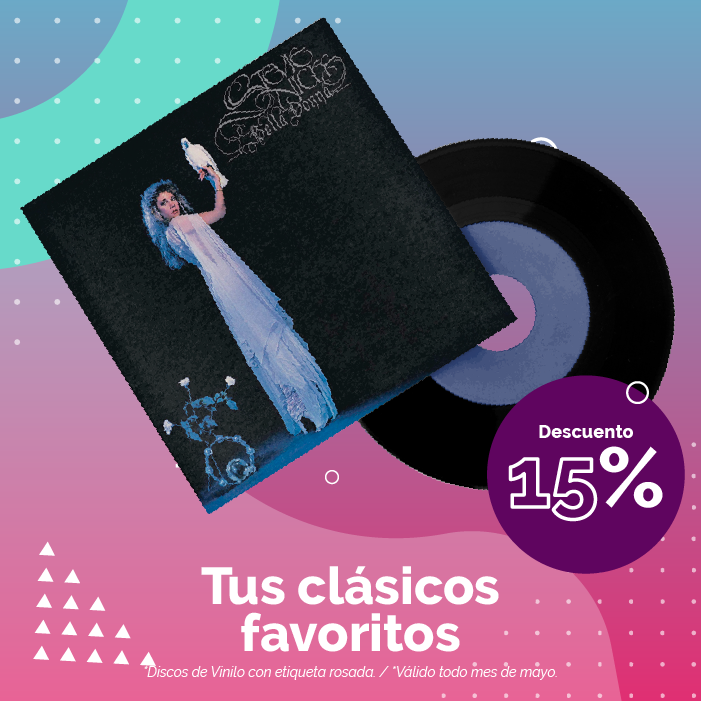 STEVIE
NICKS
Bella Donna
Descuento
15%
Tus clásicos
favoritos
*Discos de Vinilo con etiqueta rosada. / *Válido todo mes de mayo.